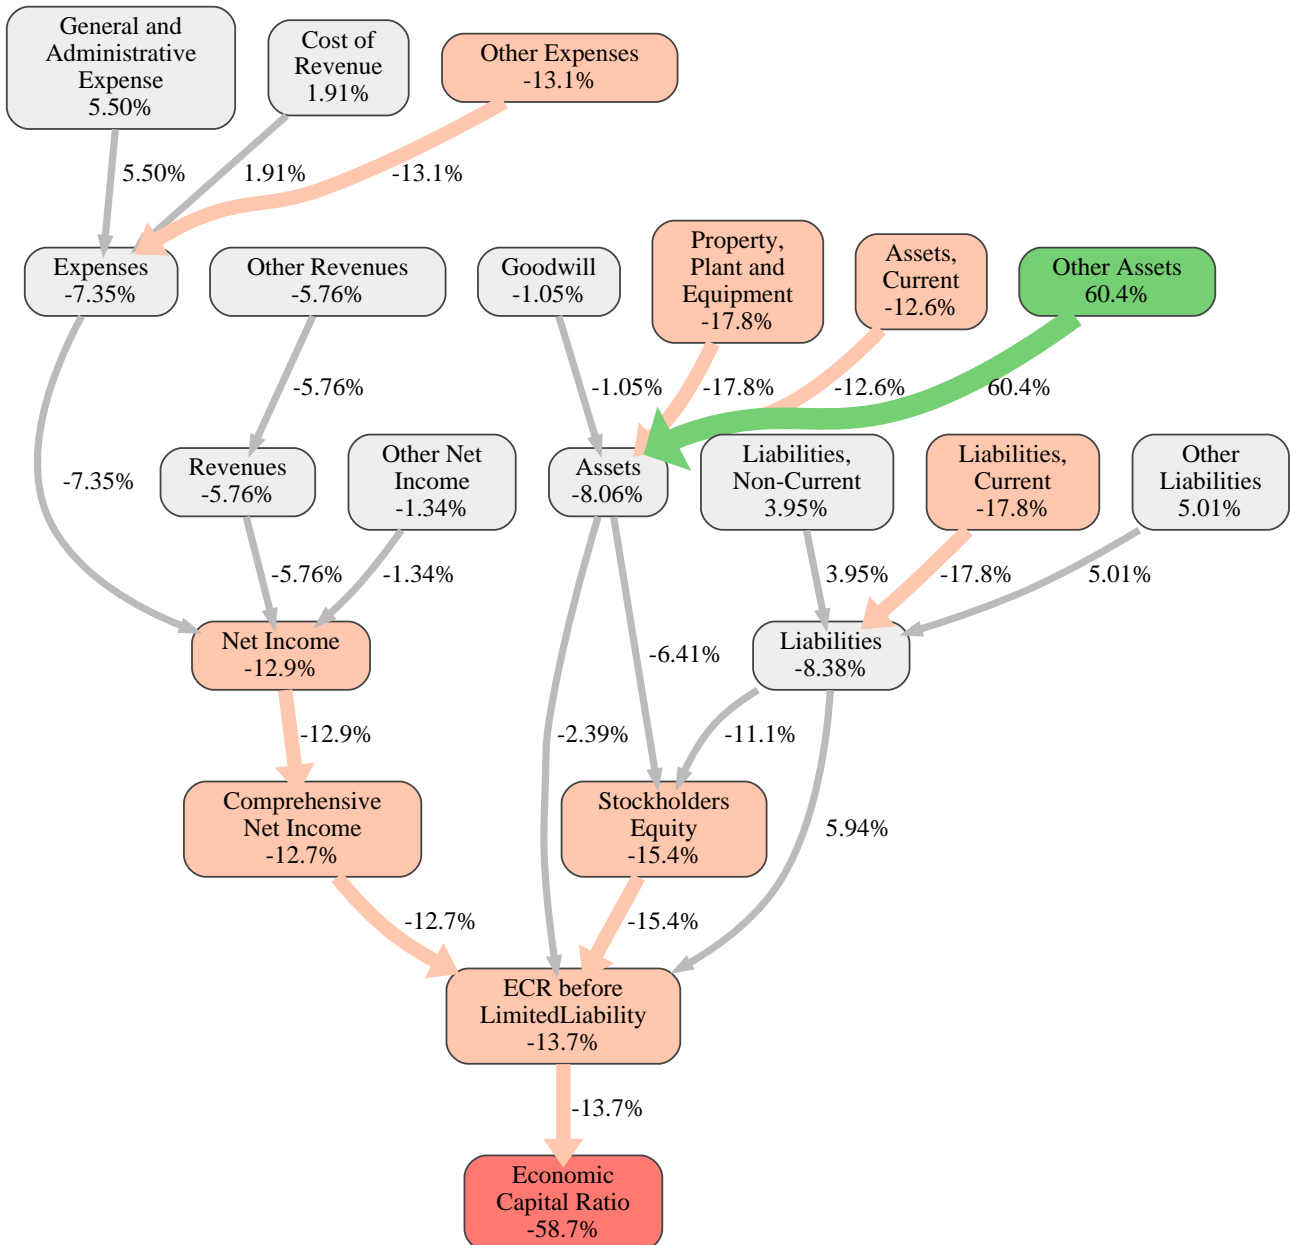 General and
Administrative
Expense
5.50%
Cost of
Revenue
1.91%
Other Expenses
-13.1%
5.50%
1.91%
-13.1%
Expenses
-7.35%
Other Revenues
-5.76%
Goodwill
-1.05%
Property,
Plant and
Equipment
-17.8%
Assets,
Current
-12.6%
Other Assets
60.4%
-5.76%
-1.05%
-17.8%
-12.6%
60.4%
-7.35%
Revenues
-5.76%
Other Net
Income
-1.34%
Assets
-8.06%
Liabilities,
Non-Current
3.95%
Liabilities,
Current
-17.8%
Other
Liabilities
5.01%
-5.76%
-1.34%
3.95%
-17.8%
5.01%
Net Income
-12.9%
-6.41%
Liabilities
-8.38%
-12.9%
-2.39%
-11.1%
Comprehensive
Net Income
-12.7%
Stockholders
Equity
-15.4%
5.94%
-12.7%
-15.4%
ECR before
LimitedLiability
-13.7%
-13.7%
Economic
Capital Ratio
-58.7%